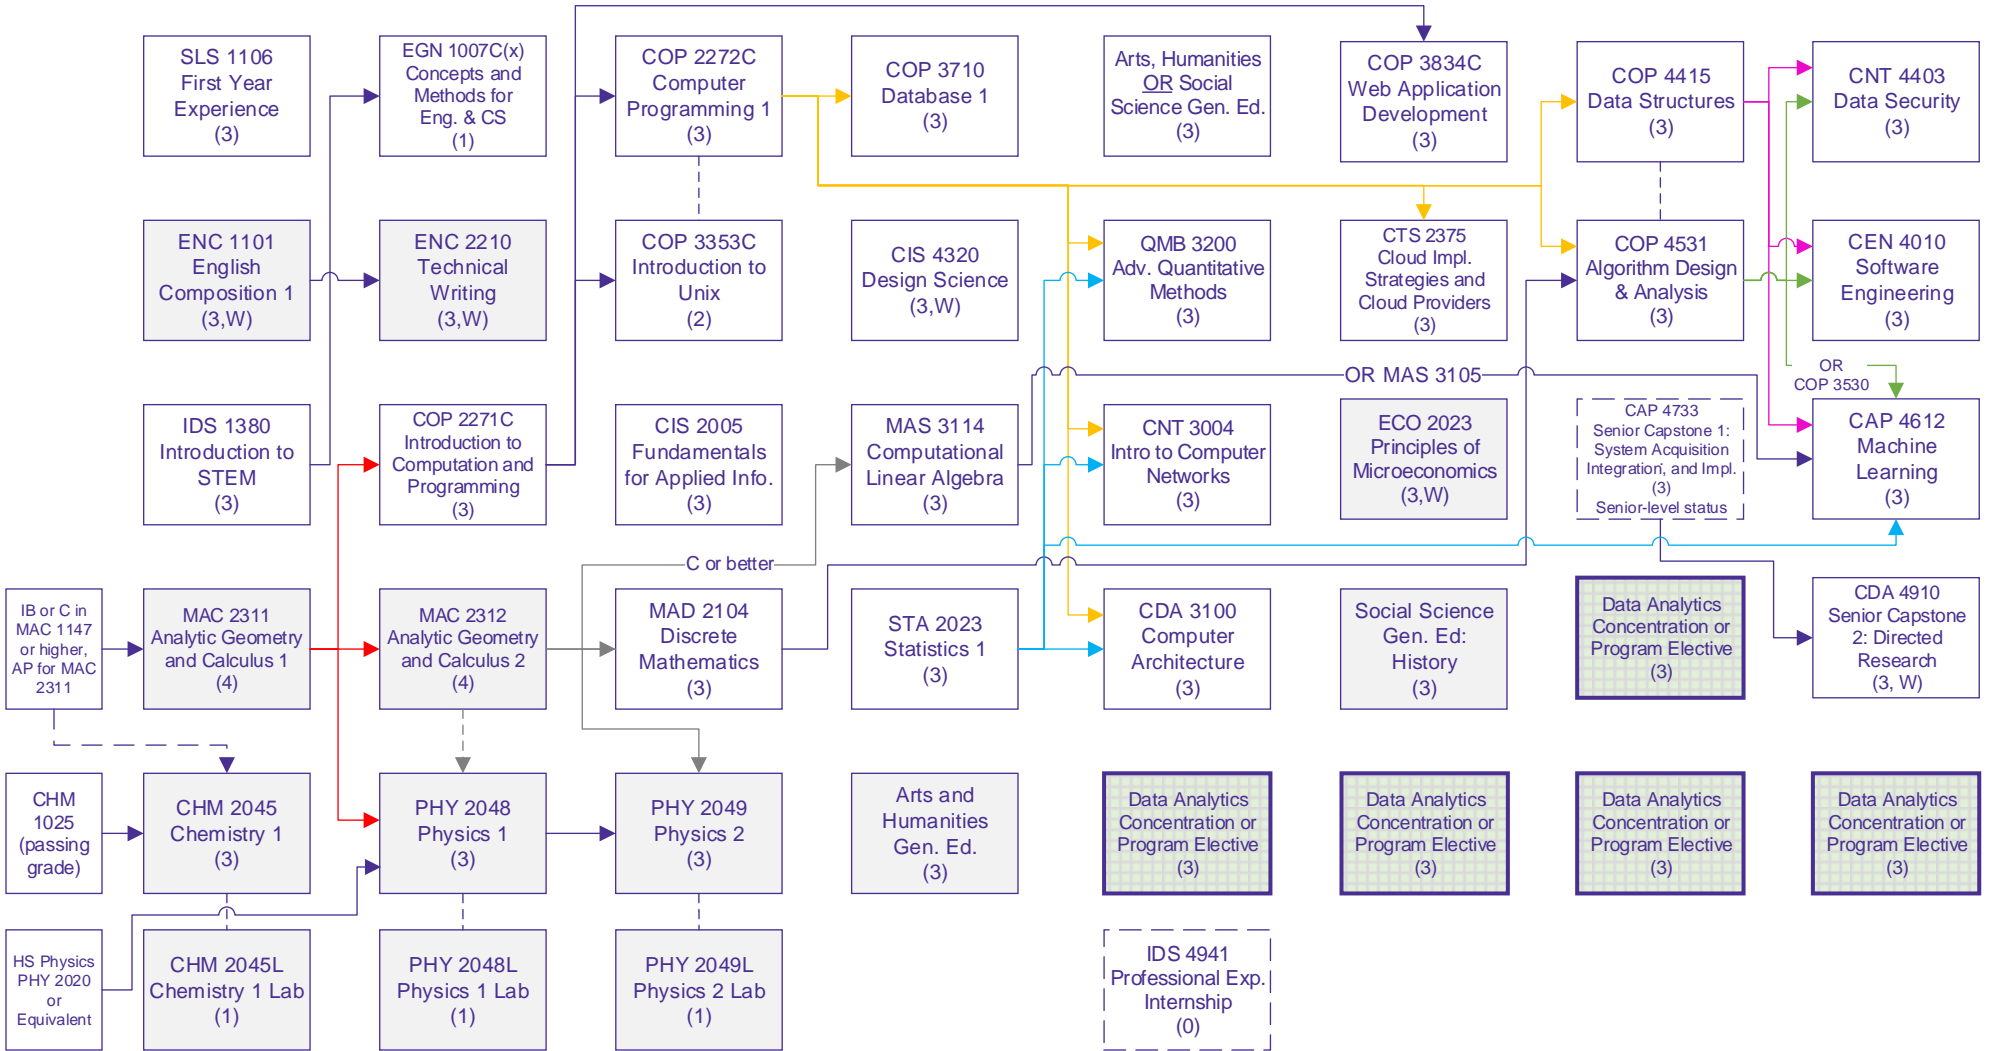 SLS 1106
First Year
Experience
(3)
EGN 1007C(x)
Concepts and
Methods for
Eng. & CS
(1)
COP 2272C
Computer
Programming 1
(3)
COP 3710
Database 1
(3)
Arts, Humanities
OR Social
Science Gen. Ed.
(3)
COP 3834C
Web Application
Development
(3)
COP 4415
Data Structures
(3)
CNT 4403
Data Security
(3)
ENC 1101
English
Composition 1
(3,W)
ENC 2210
Technical
Writing
(3,W)
COP 3353C
Introduction to
Unix
(2)
CIS 4320
Design Science
(3,W)
QMB 3200
Adv. Quantitative
Methods
(3)
CTS 2375
Cloud Impl.
Strategies and
Cloud Providers
(3)
COP 4531
Algorithm Design
& Analysis
(3)
CEN 4010
Software
Engineering
(3)
OR MAS 3105
OR
COP 3530
IDS 1380
Introduction to
STEM
(3)
COP 2271C
Introduction to
Computation and
Programming
(3)
CIS 2005
Fundamentals
for Applied Info.
(3)
MAS 3114
Computational
Linear Algebra
(3)
CNT 3004
Intro to Computer
Networks
(3)
ECO 2023
Principles of
Microeconomics
(3,W)
CAP 4733
Senior Capstone 1:
System Acquisition
Integration, and Impl.
(3)
Senior-level status
CAP 4612
Machine
Learning
(3)
C or better
IB or C in
MAC 1147
or higher,
AP for MAC
2311
MAC 2311
Analytic Geometry
and Calculus 1
(4)
MAC 2312
Analytic Geometry
and Calculus 2
(4)
MAD 2104
Discrete
Mathematics
(3)
STA 2023
Statistics 1
(3)
CDA 3100
Computer
Architecture
(3)
Social Science
Gen. Ed:
History
(3)
Data Analytics
Concentration or
Program Elective
(3)
CDA 4910
Senior Capstone
2: Directed
Research
(3, W)
CHM
1025
(passing
grade)
CHM 2045
Chemistry 1
(3)
PHY 2048
Physics 1
(3)
PHY 2049
Physics 2
(3)
Arts and
Humanities
Gen. Ed.
(3)
Data Analytics
Concentration or
Program Elective
(3)
Data Analytics
Concentration or
Program Elective
(3)
Data Analytics
Concentration or
Program Elective
(3)
Data Analytics
Concentration or
Program Elective
(3)
HS Physics
PHY 2020
or
Equivalent
CHM 2045L
Chemistry 1 Lab
(1)
PHY 2048L
Physics 1 Lab
(1)
PHY 2049L
Physics 2 Lab
(1)
IDS 4941
Professional Exp.
Internship
(0)